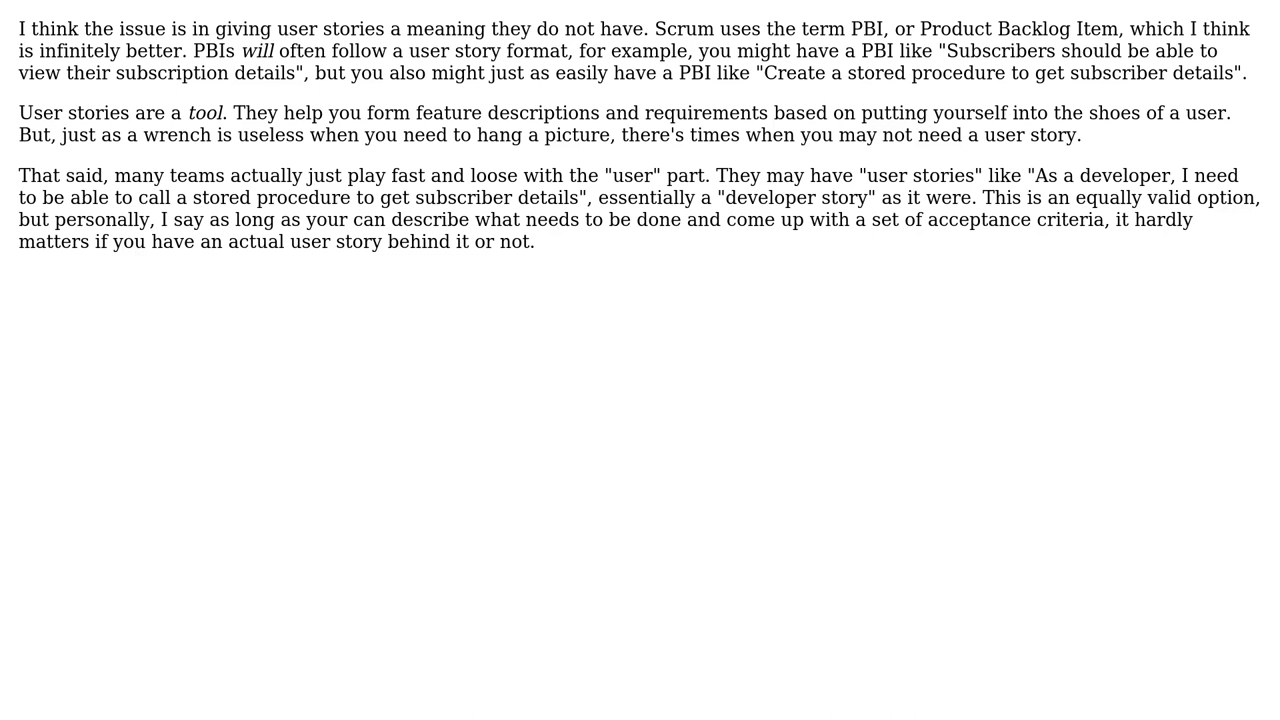 I think the issue is in giving user stories a meaning they do not have. Scrum uses the term PBI, or Product Backlog Item, which I think
is infinitely better. PBIs will often follow a user story format, for example, you might have a PBI like "Subscribers should be able to
view their subscription details", but you also might just as easily have a PBI like "Create a stored procedure to get subscriber details".
User stories are a tool. They help you form feature descriptions and requirements based on putting yourself into the shoes of a user.
But, just as a wrench is useless when you need to hang a picture, there's times when you may not need a user story.
That said, many teams actually just play fast and loose with the "user" part. They may have "user stories" like "As a developer, I need
to be able to call a stored procedure to get subscriber details", essentially a "developer story" as it were. This is an equally valid option,
but personally, I say as long as your can describe what needs to be done and come up with a set of acceptance criteria, it hardly
matters if you have an actual user story behind it or not.